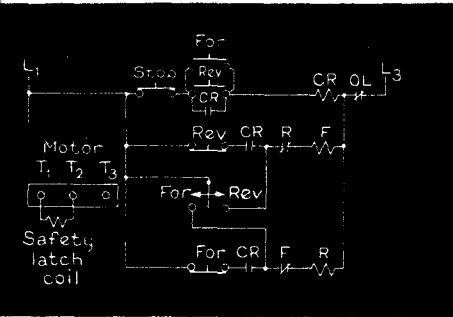 For
L1 Stop Rev CR OL L3
CR
Rev CR R F
Motor
T1 T2 T3
For Rev
Safety
latch
coil
For CR F R